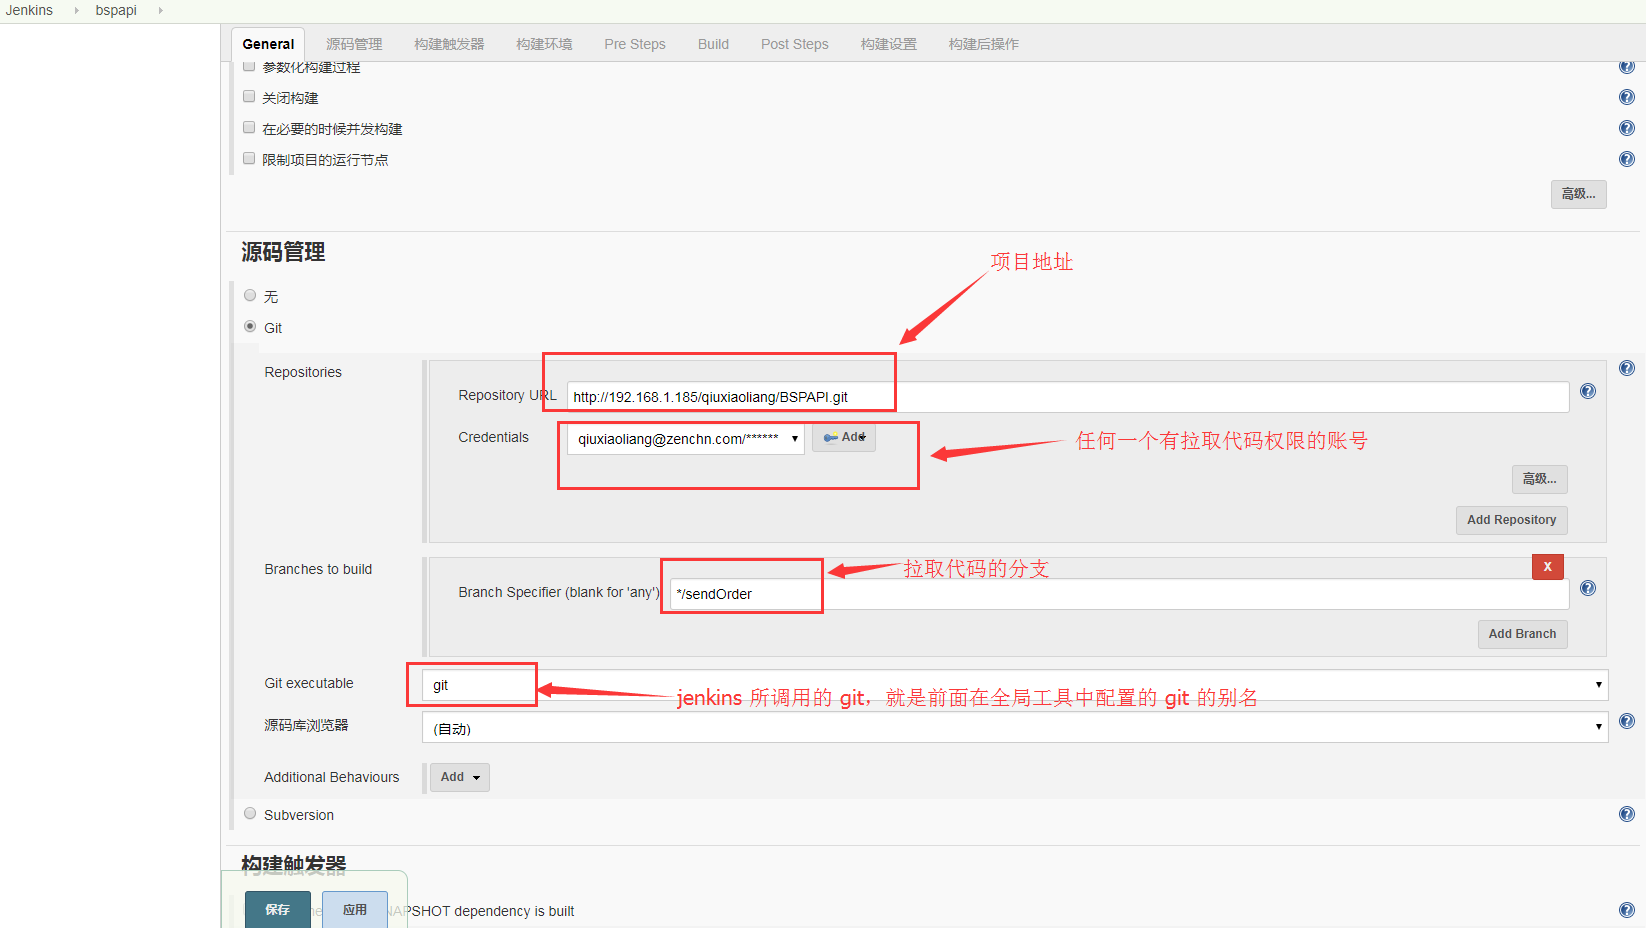 Jenkins bspapi
General 源码管理 构建触发器 构建环境 Pre Steps Build Post Steps 构建设置 构建后操作
参数化构建过程
关闭构建
在必要的时候并发构建
限制项目的运行节点
高级...
源码管理
项目地址
无
Git
Repositories
Repository URL http://192.168.1.185/qiuxiaoliang/BSPAPI.git
Credentials qiuxiaoliang@zenchn.com/****** Add
任何一个有拉取代码权限的账号
高级...
Add Repository
拉取代码的分支
Branches to build X
Branch Specifier (blank for 'any') */sendOrder
Add Branch
Git executable git
jenkins 所调用的 git，就是前面在全局工具中配置的 git 的别名
源码库浏览器 (自动)
Additional Behaviours Add
Subversion
构建触发器
保存 应用 APSHOT dependency is built